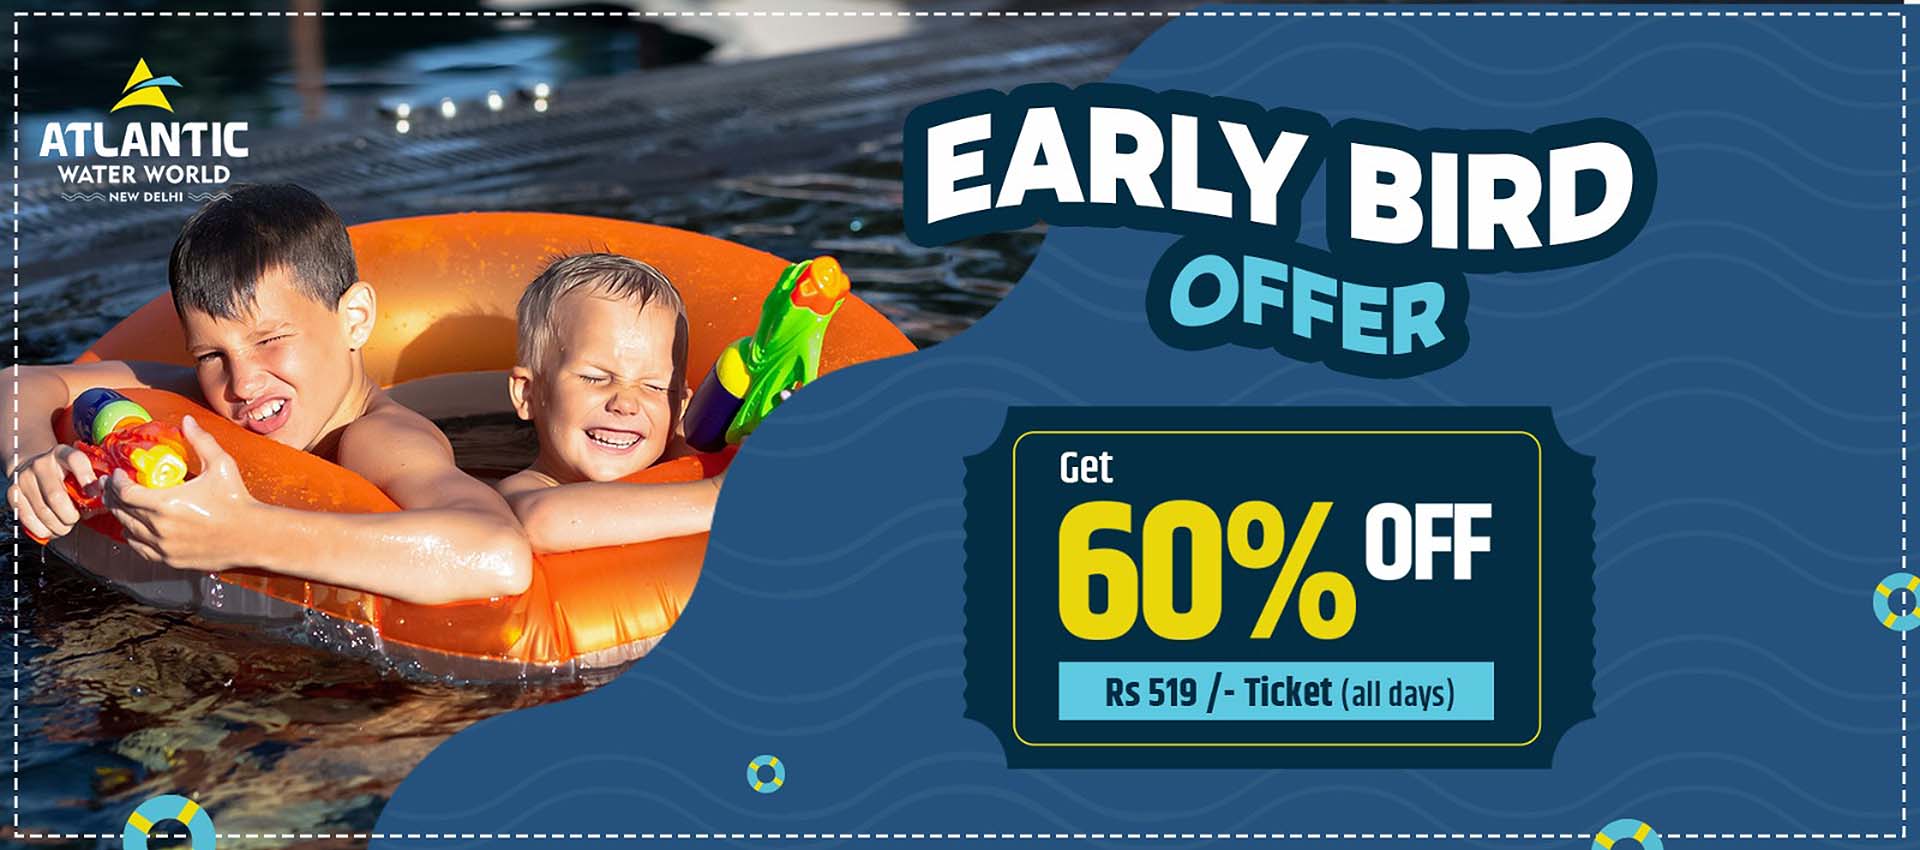 ATLANTIC
WATER WORLD
NEW DELHI
EARLY BIRD
OFFER
Get
60% OFF
Rs 519 /- Ticket (all days)